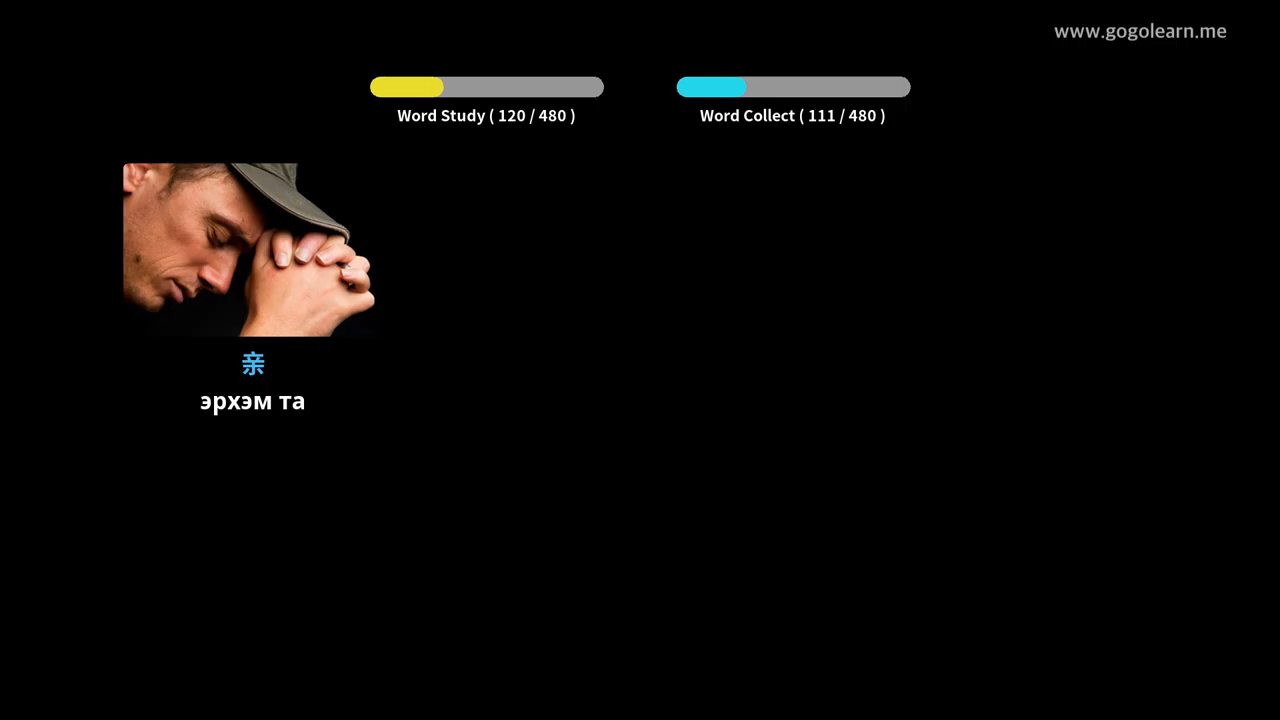 www.gogolearn.me
Word Study ( 120 / 480 )
Word Collect ( 111 / 480 )
亲
эрхэм та